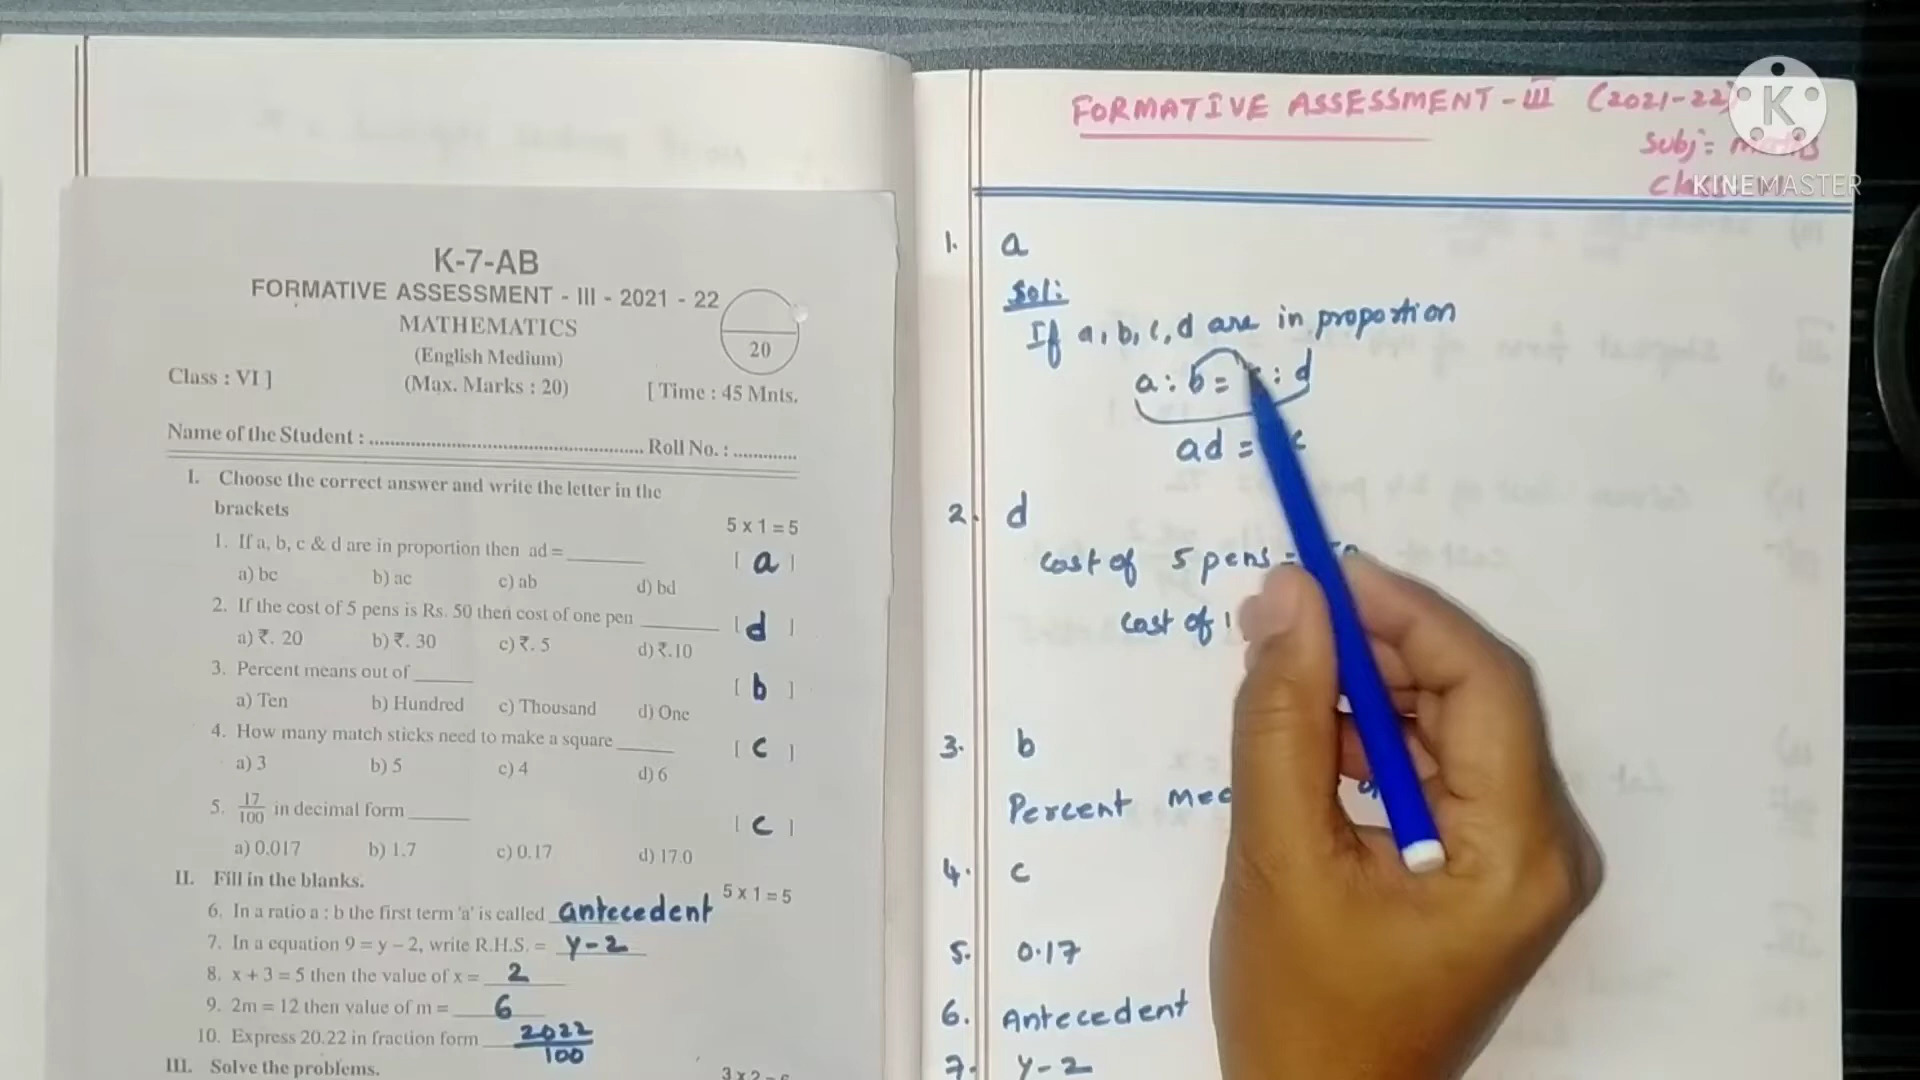 K-7-AB
FORMATIVE ASSESSMENT - III - 2021 - 22
MATHEMATICS
(English Medium)
20
Class : VI ]
(Max. Marks : 20)
[ Time : 45 Mnts.
Name of the Student : ............................................ Roll No. : .............
I. Choose the correct answer and write the letter in the
brackets
5 x 1 = 5
1. If a, b, c & d are in proportion then ad = ________ [ a ]
a) bc b) ac c) ab d) bd
2. If the cost of 5 pens is Rs. 50 then cost of one pen ________ [ d ]
a) ₹. 20 b) ₹. 30 c) ₹. 5 d) ₹.10
3. Percent means out of ______ [ b ]
a) Ten b) Hundred c) Thousand d) One
4. How many match sticks need to make a square ______ [ c ]
a) 3 b) 5 c) 4 d) 6
5. 17/100 in decimal form ______ [ c ]
a) 0.017 b) 1.7 c) 0.17 d) 17.0
II. Fill in the blanks.
5 x 1 = 5
6. In a ratio a : b the first term 'a' is called antecedent
7. In a equation 9 = y – 2, write R.H.S. = y-2
8. x + 3 = 5 then the value of x = 2
9. 2m = 12 then value of m = 6
10. Express 20.22 in fraction form 2022/100
III. Solve the problems.
FORMATIVE ASSESSMENT - III (2021-22)
Subj:- Maths
K
KINEMASTER
1. a
Sol:
If a, b, c, d are in proportion
a : b = : d
ad = c
2. d
Cost of 5 pens =
Cost of 1
3. b
Percent
4. c
5. 0.17
6. Antecedent
7. y-2